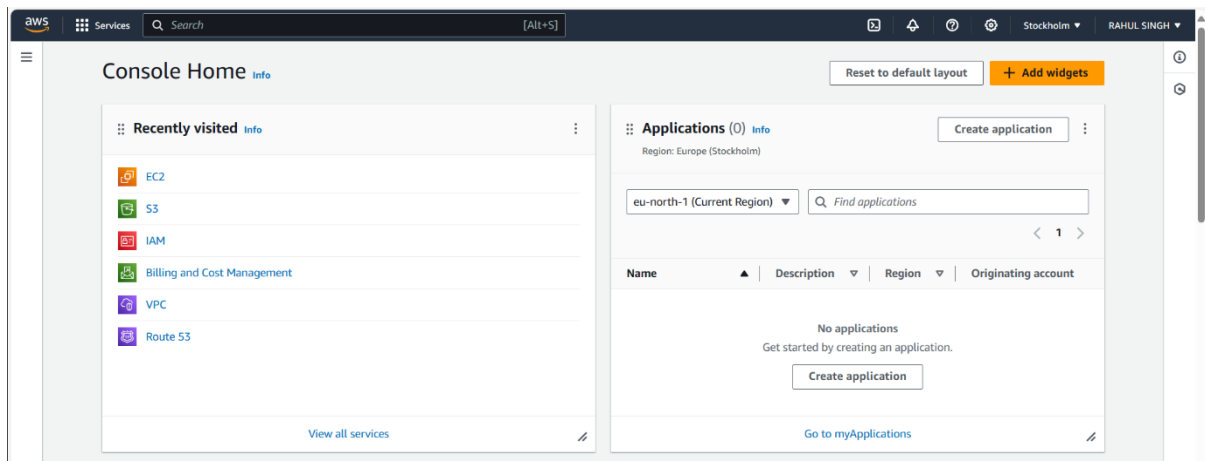 aws Services Search [Alt+S] Stockholm ▼ RAHUL SINGH ▼
Console Home Info
Reset to default layout + Add widgets
Recently visited Info
EC2
S3
IAM
Billing and Cost Management
VPC
Route 53
View all services
Applications (0) Info
Create application
Region: Europe (Stockholm)
eu-north-1 (Current Region) ▼ Find applications
< 1 >
Name ▲ Description ▽ Region ▽ Originating account
No applications
Get started by creating an application.
Create application
Go to myApplications